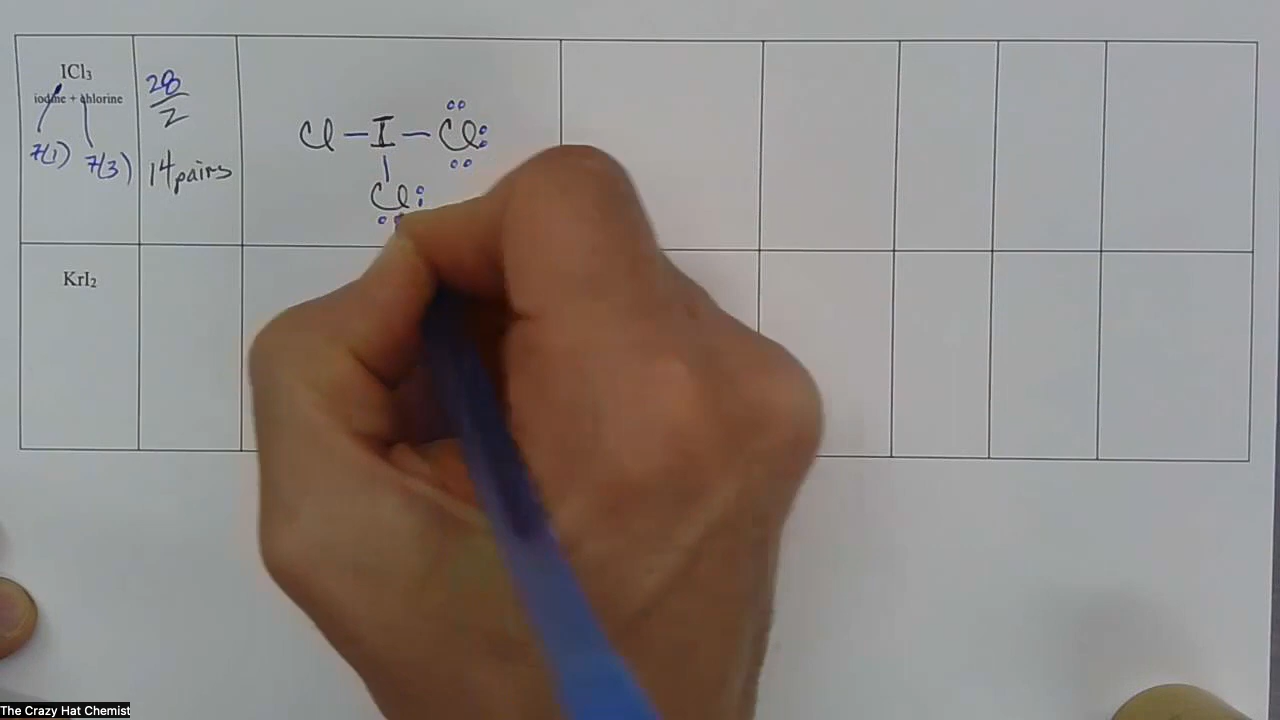 ICl₃
iodine + chlorine
7(1) 7(3)
28
2
14 pairs
Cl – I – Cl
Cl
KrI₂
The Crazy Hat Chemist